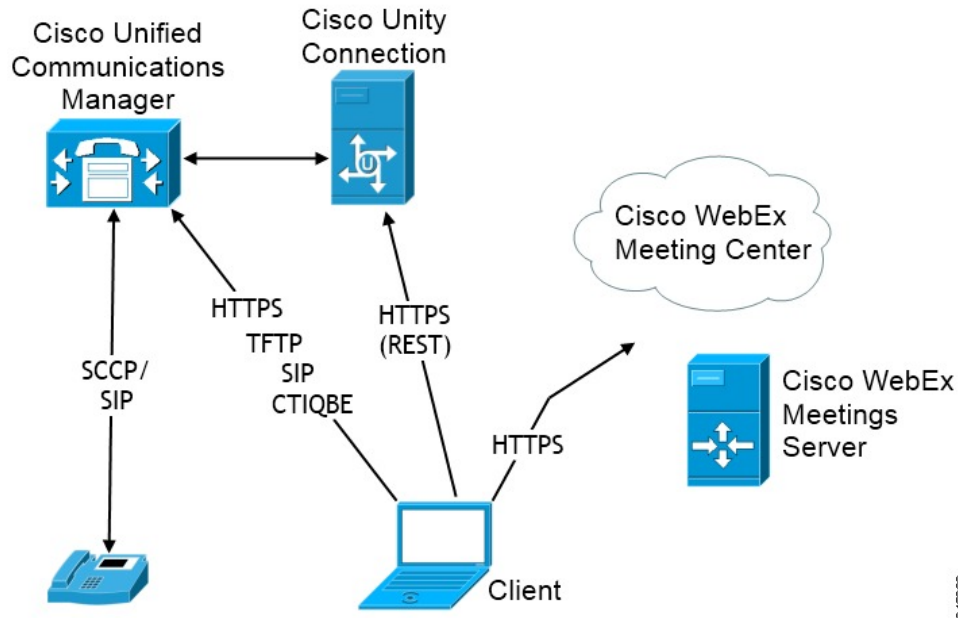 Cisco Unified
Communications
Manager
Cisco Unity
Connection
U
Cisco WebEx
Meeting Center
HTTPS
TFTP
SIP
CTIQBE
HTTPS
(REST)
SCCP/
SIP
HTTPS
Cisco WebEx
Meetings
Server
Client